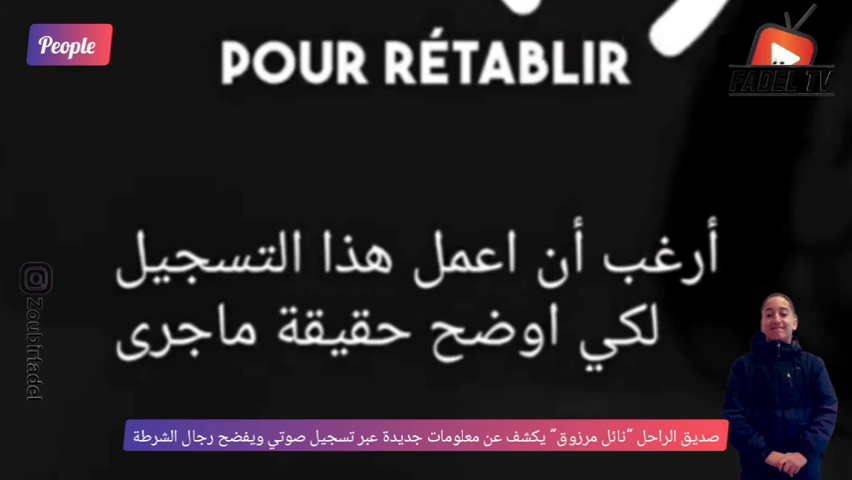 People
FADEL TV
POUR RÉTABLIR
أرغب أن اعمل هذا التسجيل
لكي اوضح حقيقة ماجرى
Zoubirfadel
صديق الراحل "نائل مرزوق" يكشف عن معلومات جديدة عبر تسجيل صوتي ويفضح رجال الشرطة